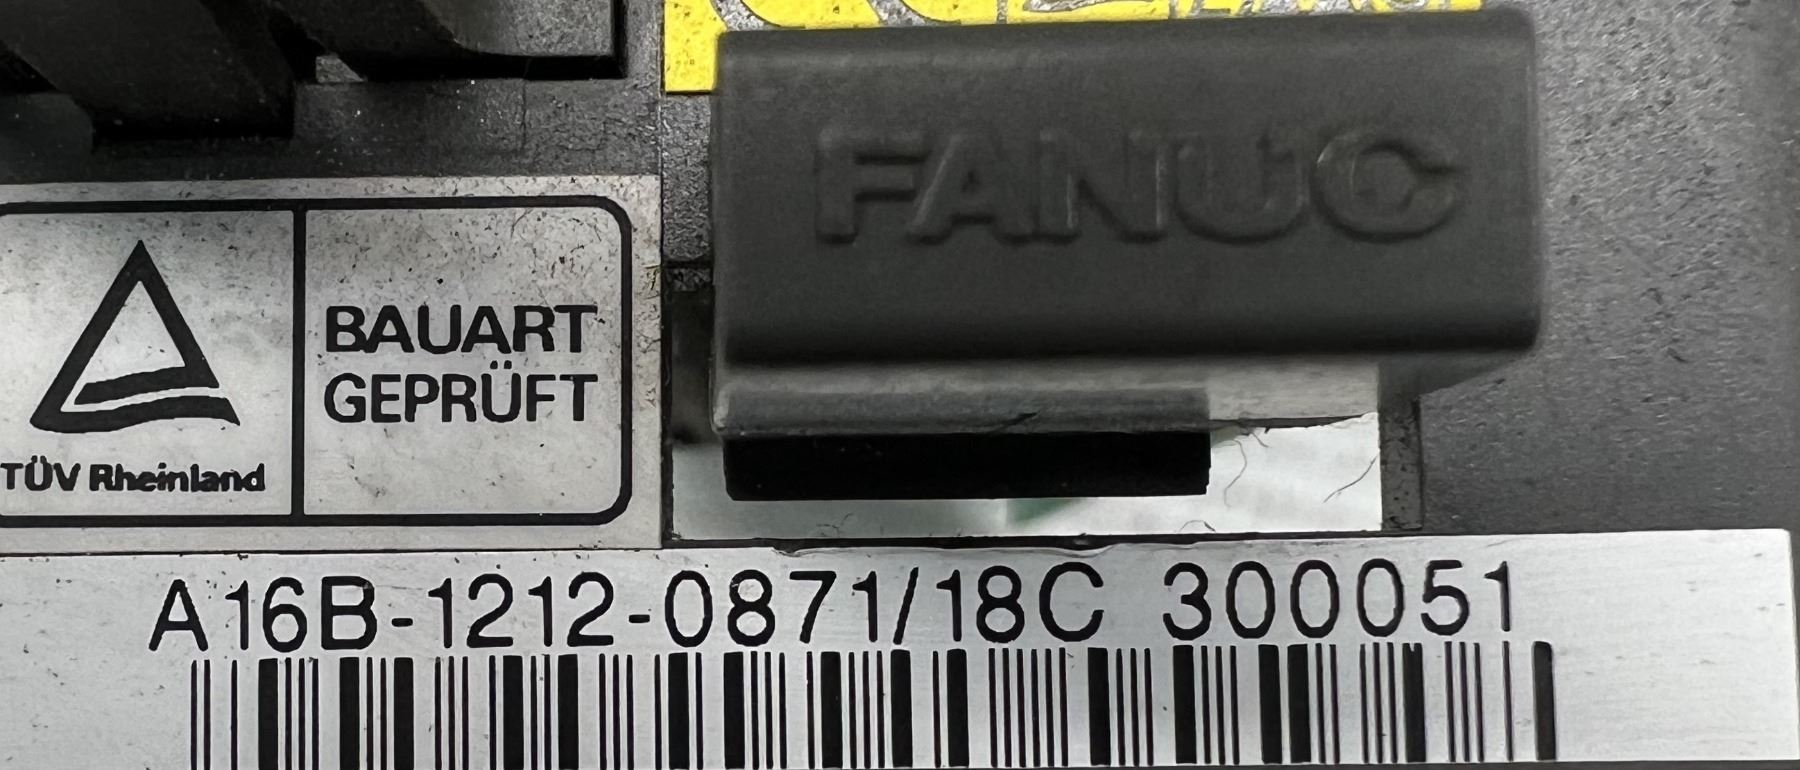 FANUC
BAUART
GEPRÜFT
TÜV Rheinland
A16B-1212-0871/18C 300051